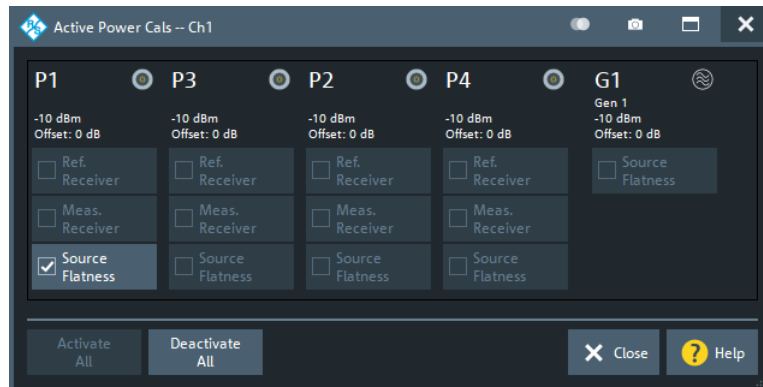 Active Power Cals -- Ch1
P1
P3
P2
P4
G1
Gen 1
-10 dBm
Offset: 0 dB
-10 dBm
Offset: 0 dB
-10 dBm
Offset: 0 dB
-10 dBm
Offset: 0 dB
-10 dBm
Offset: 0 dB
Ref.
Receiver
Ref.
Receiver
Ref.
Receiver
Ref.
Receiver
Source
Flatness
Meas.
Receiver
Meas.
Receiver
Meas.
Receiver
Meas.
Receiver
Source
Flatness
Source
Flatness
Source
Flatness
Source
Flatness
Activate
All
Deactivate
All
Close
? Help